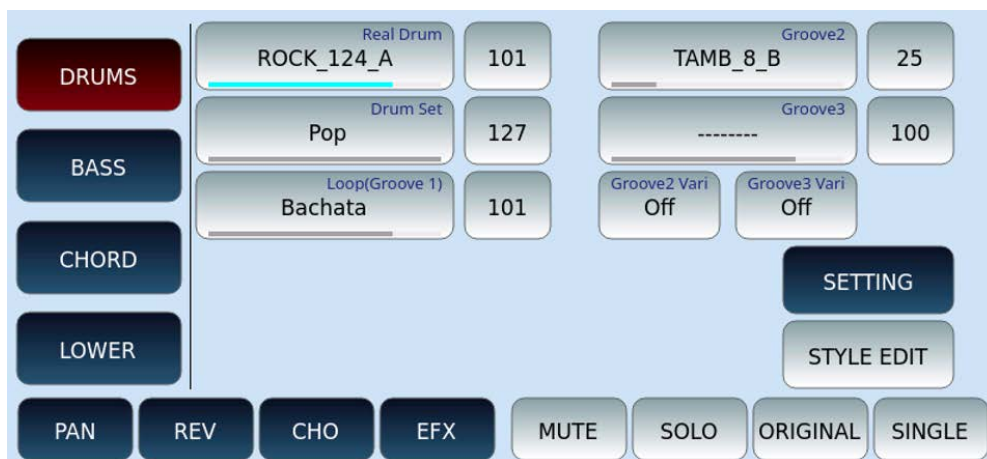 DRUMS
BASS
CHORD
LOWER
Real Drum
ROCK_124_A
101
Groove2
TAMB_8_B
25
Drum Set
Pop
127
Groove3
--------
100
Loop(Groove 1)
Bachata
101
Groove2 Vari
Off
Groove3 Vari
Off
SETTING
STYLE EDIT
PAN
REV
CHO
EFX
MUTE
SOLO
ORIGINAL
SINGLE